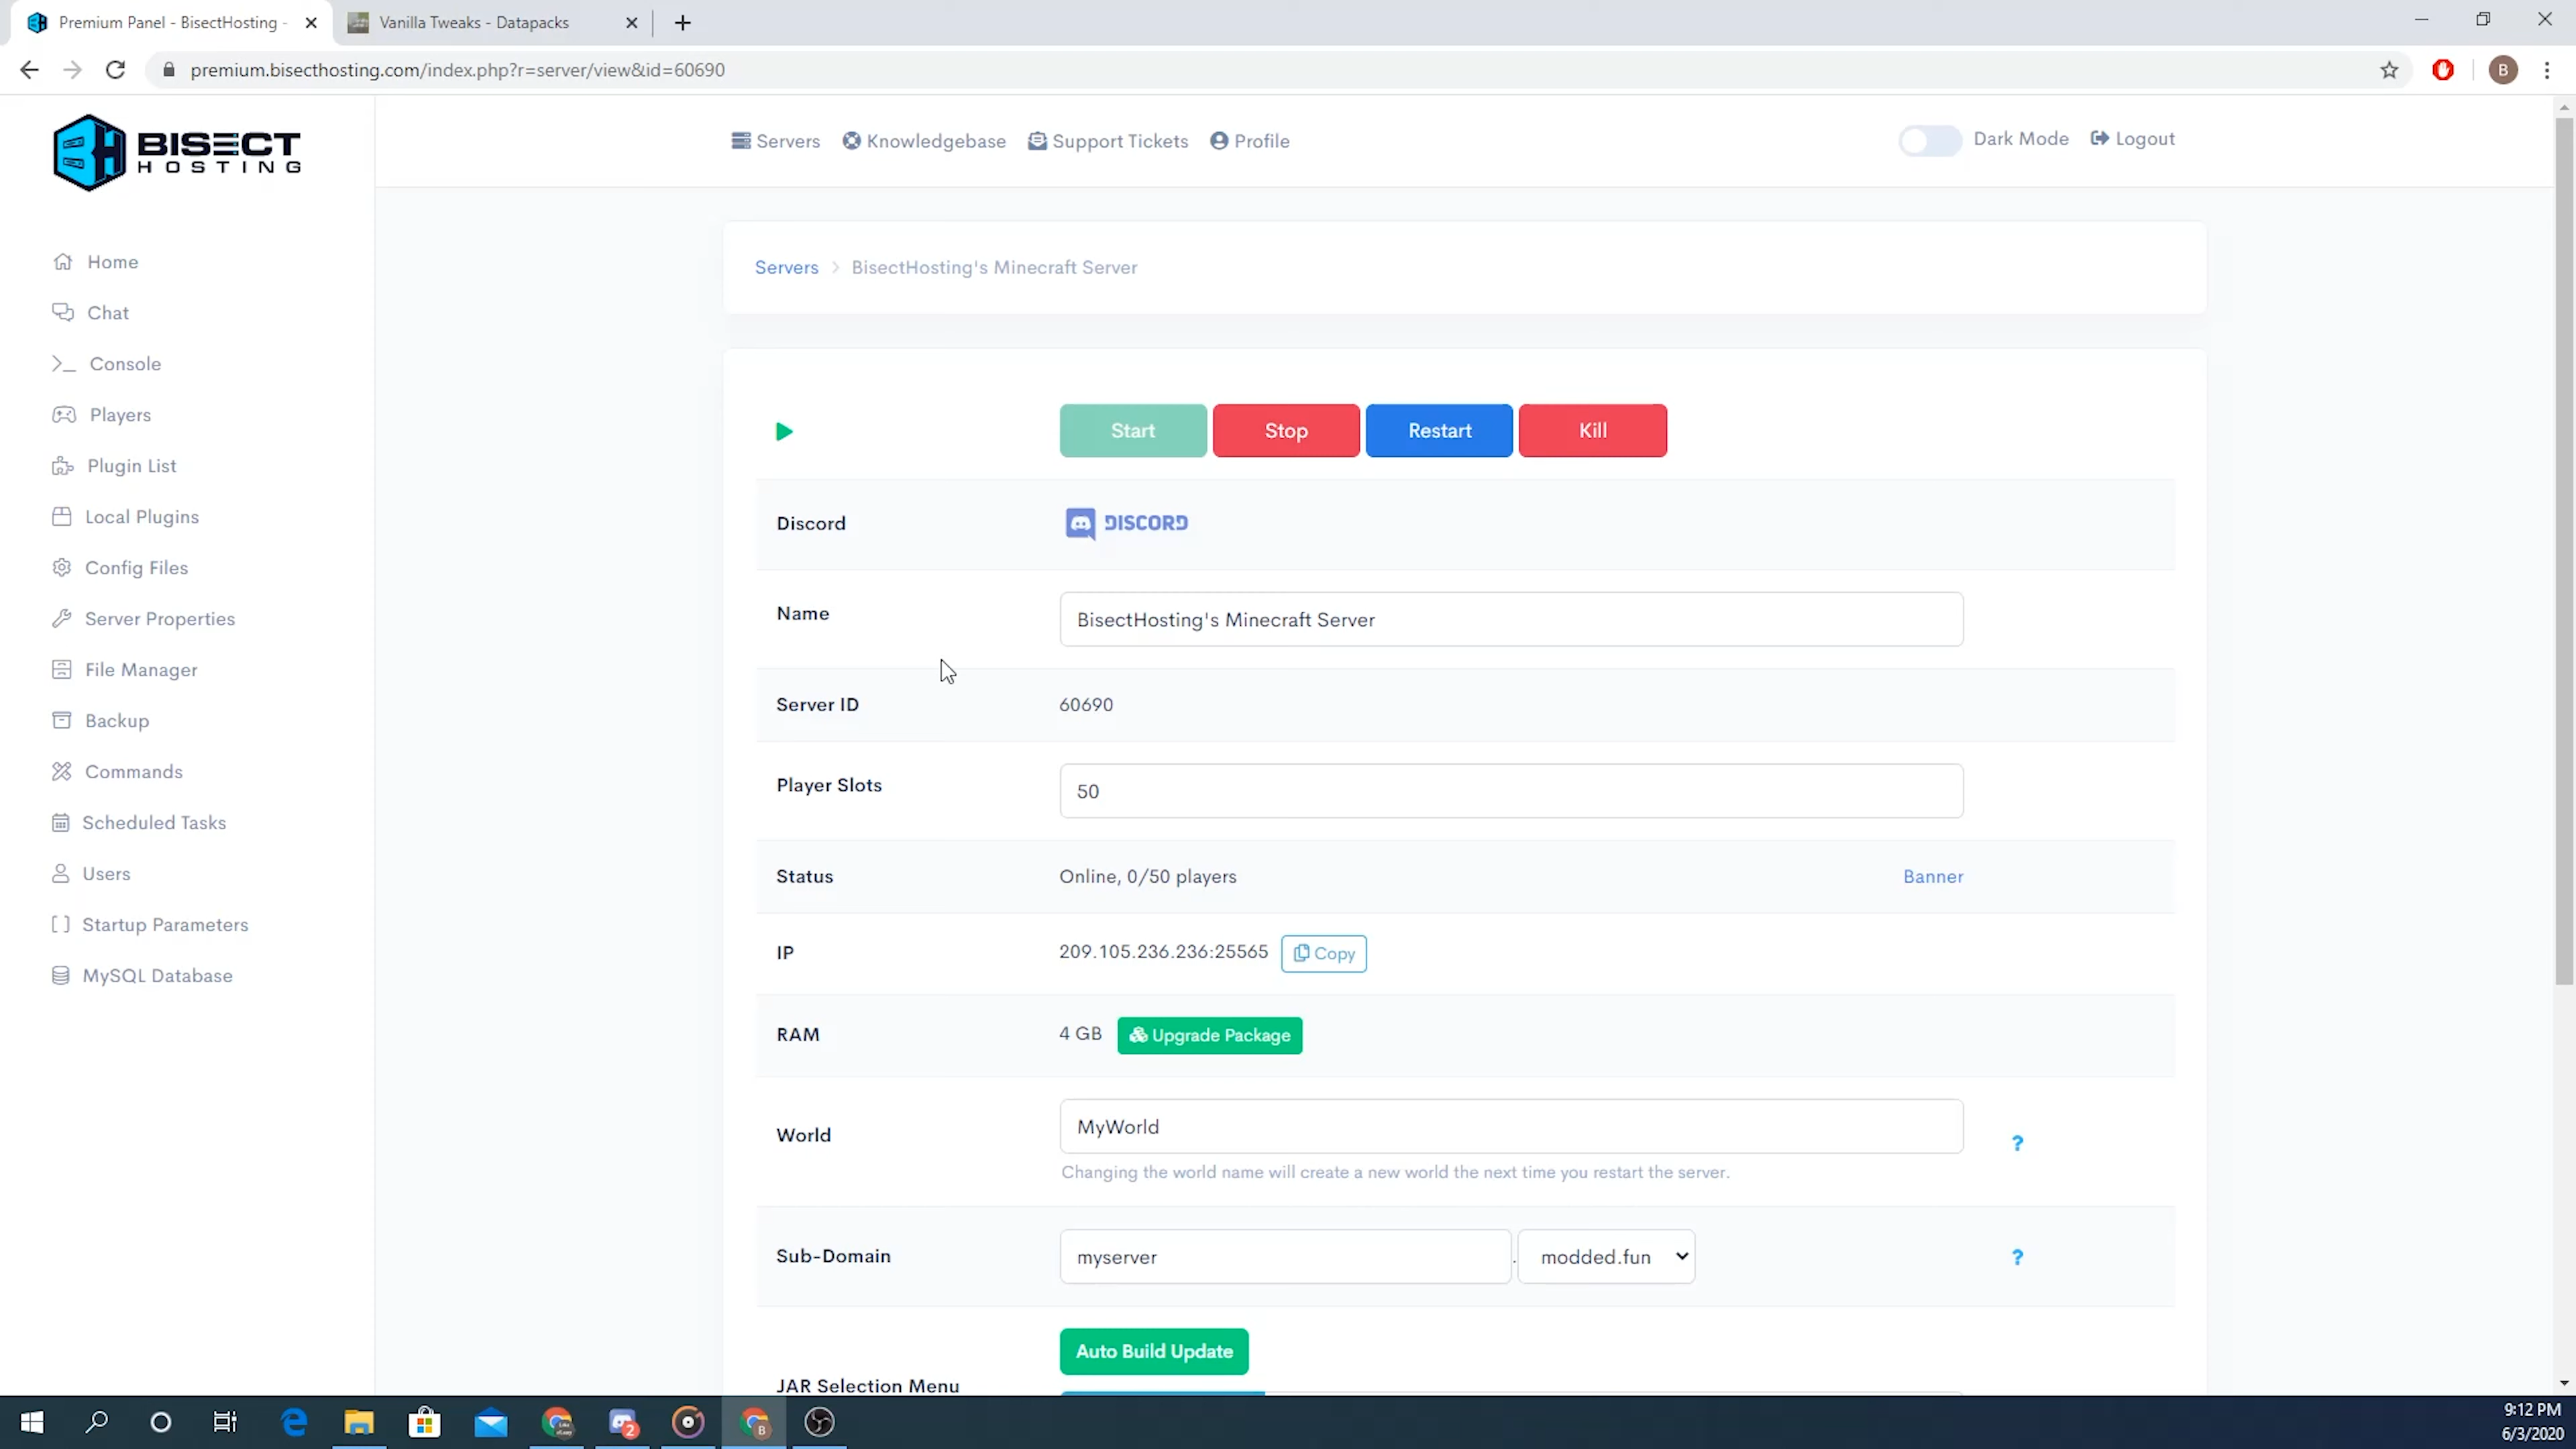 Premium Panel - BisectHosting -
Vanilla Tweaks - Datapacks
premium.bisecthosting.com/index.php?r=server/view&id=60690
B
BISECT
HOSTING
Servers
Knowledgebase
Support Tickets
Profile
Dark Mode
Logout
Home
Chat
Console
Players
Plugin List
Local Plugins
Config Files
Server Properties
File Manager
Backup
Commands
Scheduled Tasks
Users
Startup Parameters
MySQL Database
Servers > BisectHosting's Minecraft Server
Start
Stop
Restart
Kill
Discord
DISCORD
Name
BisectHosting's Minecraft Server
Server ID
60690
Player Slots
50
Status
Online, 0/50 players
Banner
IP
209.105.236.236:25565
Copy
RAM
4 GB
Upgrade Package
World
MyWorld
?
Changing the world name will create a new world the next time you restart the server.
Sub-Domain
myserver
.
modded.fun
?
Auto Build Update
JAR Selection Menu
2
B
9:12 PM
6/3/2020